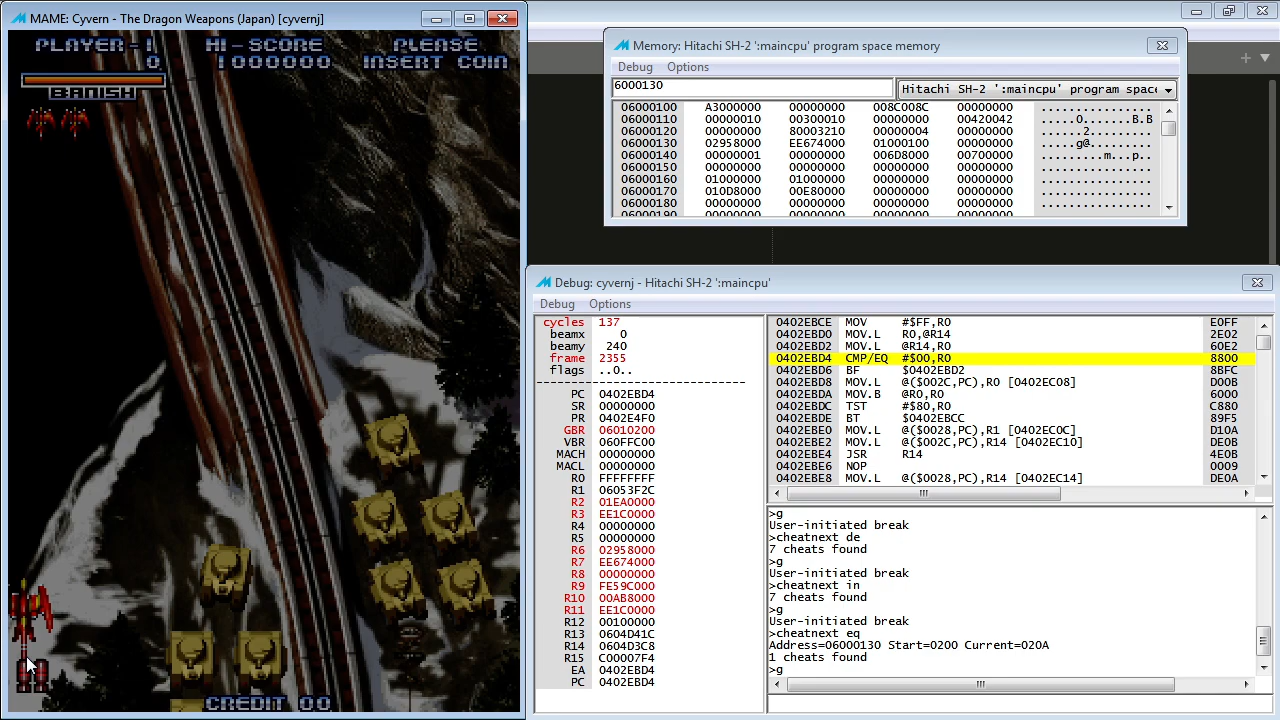 MAME: Cyvern - The Dragon Weapons (Japan) [cyvernj]
PLAYER-1 HI-SCORE PLEASE
0 1000000 INSERT COIN
BANISH
CREDIT 00
Memory: Hitachi SH-2 ':maincpu' program space memory
Debug Options
6000130 Hitachi SH-2 ':maincpu' program space
06000100 A3000000 00000000 008C008C 00000000 ................
06000110 00000010 00300010 00000000 00420042 .....0.......B.B
06000120 00000000 80003210 00000004 00000000 ......2.........
06000130 02958000 EE674000 01000100 00000000 .....g@.........
06000140 00000001 00000000 006D8000 00700000 .........m...p..
06000150 00000000 00000000 00000000 00000000 ................
06000160 01000000 01000000 00000000 00000000 ................
06000170 010D8000 00E80000 00000000 00000000 ................
06000180 00000000 00000000 00000000 00000000 ................
06000190 00000000 00000000 00000000 00000000 ................
Debug: cyvernj - Hitachi SH-2 ':maincpu'
Debug Options
cycles 137
beamx 0
beamy 240
frame 2355
flags ..0..
PC 0402EBD4
SR 00000000
PR 0402E4F0
GBR 06010200
VBR 060FFC00
MACH 00000000
MACL 00000000
R0 FFFFFFFF
R1 06053F2C
R2 01EA0000
R3 EE1C0000
R4 00000000
R5 00000000
R6 02958000
R7 EE674000
R8 00000000
R9 FE59C000
R10 00AB8000
R11 EE1C0000
R12 00100000
R13 0604D41C
R14 0604D3C8
R15 C00007F4
EA 0402EBD4
PC 0402EBD4
0402EBCE MOV #$FF,R0 E0FF
0402EBD0 MOV.L R0,@R14 2E02
0402EBD2 MOV.L @R14,R0 60E2
0402EBD4 CMP/EQ #$00,R0 8800
0402EBD6 BF $0402EBD2 8BFC
0402EBD8 MOV.L @($002C,PC),R0 [0402EC08] D00B
0402EBDA MOV.B @R0,R0 6000
0402EBDC TST #$80,R0 C880
0402EBDE BT $0402EBCC 89F5
0402EBE0 MOV.L @($0028,PC),R1 [0402EC0C] D10A
0402EBE2 MOV.L @($002C,PC),R14 [0402EC10] DE0B
0402EBE4 JSR R14 4E0B
0402EBE6 NOP 0009
0402EBE8 MOV.L @($0028,PC),R14 [0402EC14] DE0A
>g
User-initiated break
>cheatnext de
7 cheats found
>g
User-initiated break
>cheatnext in
7 cheats found
>g
User-initiated break
>cheatnext eq
Address=06000130 Start=0200 Current=020A
1 cheats found
>g